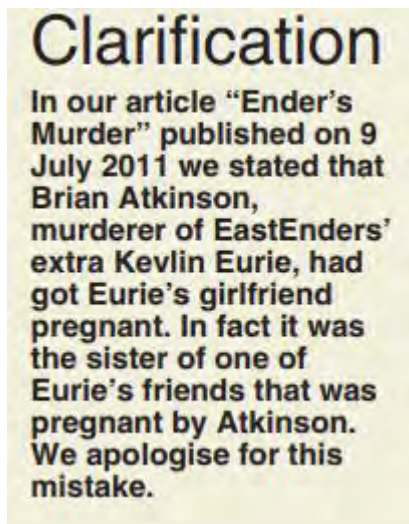 Clarification
In our article “Ender’s
Murder” published on 9
July 2011 we stated that
Brian Atkinson,
murderer of EastEnders’
extra Kevlin Eurie, had
got Eurie’s girlfriend
pregnant. In fact it was
the sister of one of
Eurie’s friends that was
pregnant by Atkinson.
We apologise for this
mistake.